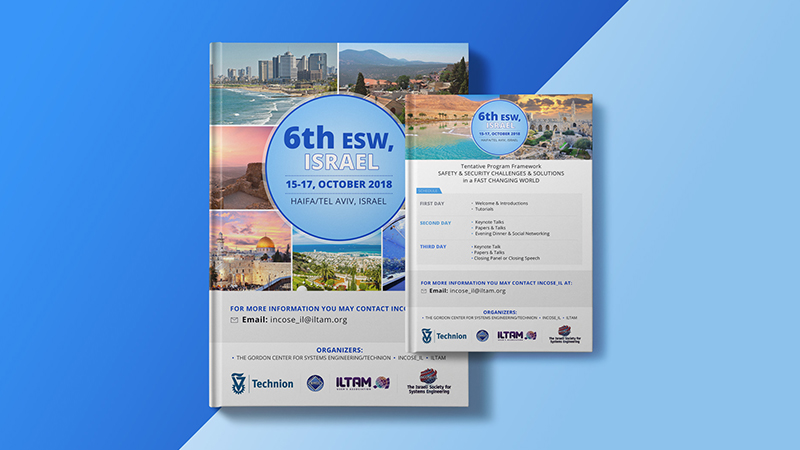 6th ESW,
ISRAEL
15-17, OCTOBER 2018
HAIFA/TEL AVIV, ISRAEL
FOR MORE INFORMATION YOU MAY CONTACT INCO
Email: incose_il@iltam.org
ORGANIZERS:
• THE GORDON CENTER FOR SYSTEMS ENGINEERING/TECHNION • INCOSE_IL • ILTAM
Technion
ILTAM
The Israeli Society for
Systems Engineering
6th ESW,
ISRAEL
15-17, OCTOBER 2018
HAIFA/TEL AVIV, ISRAEL
Tentative Program Framework
SAFETY & SECURITY CHALLENGES & SOLUTIONS
in a FAST CHANGING WORLD
FIRST DAY
• Welcome & Introductions
• Tutorials
SECOND DAY
• Keynote Talks
• Papers & Talks
• Evening Dinner & Social Networking
THIRD DAY
• Keynote Talk
• Papers & Talks
• Closing Panel or Closing Speech
FOR MORE INFORMATION YOU MAY CONTACT INCOSE_IL AT:
Email: incose_il@iltam.org
ORGANIZERS:
• THE GORDON CENTER FOR SYSTEMS ENGINEERING/TECHNION • INCOSE_IL • ILTAM
Technion
ILTAM
The Israeli Society for
Systems Engineering